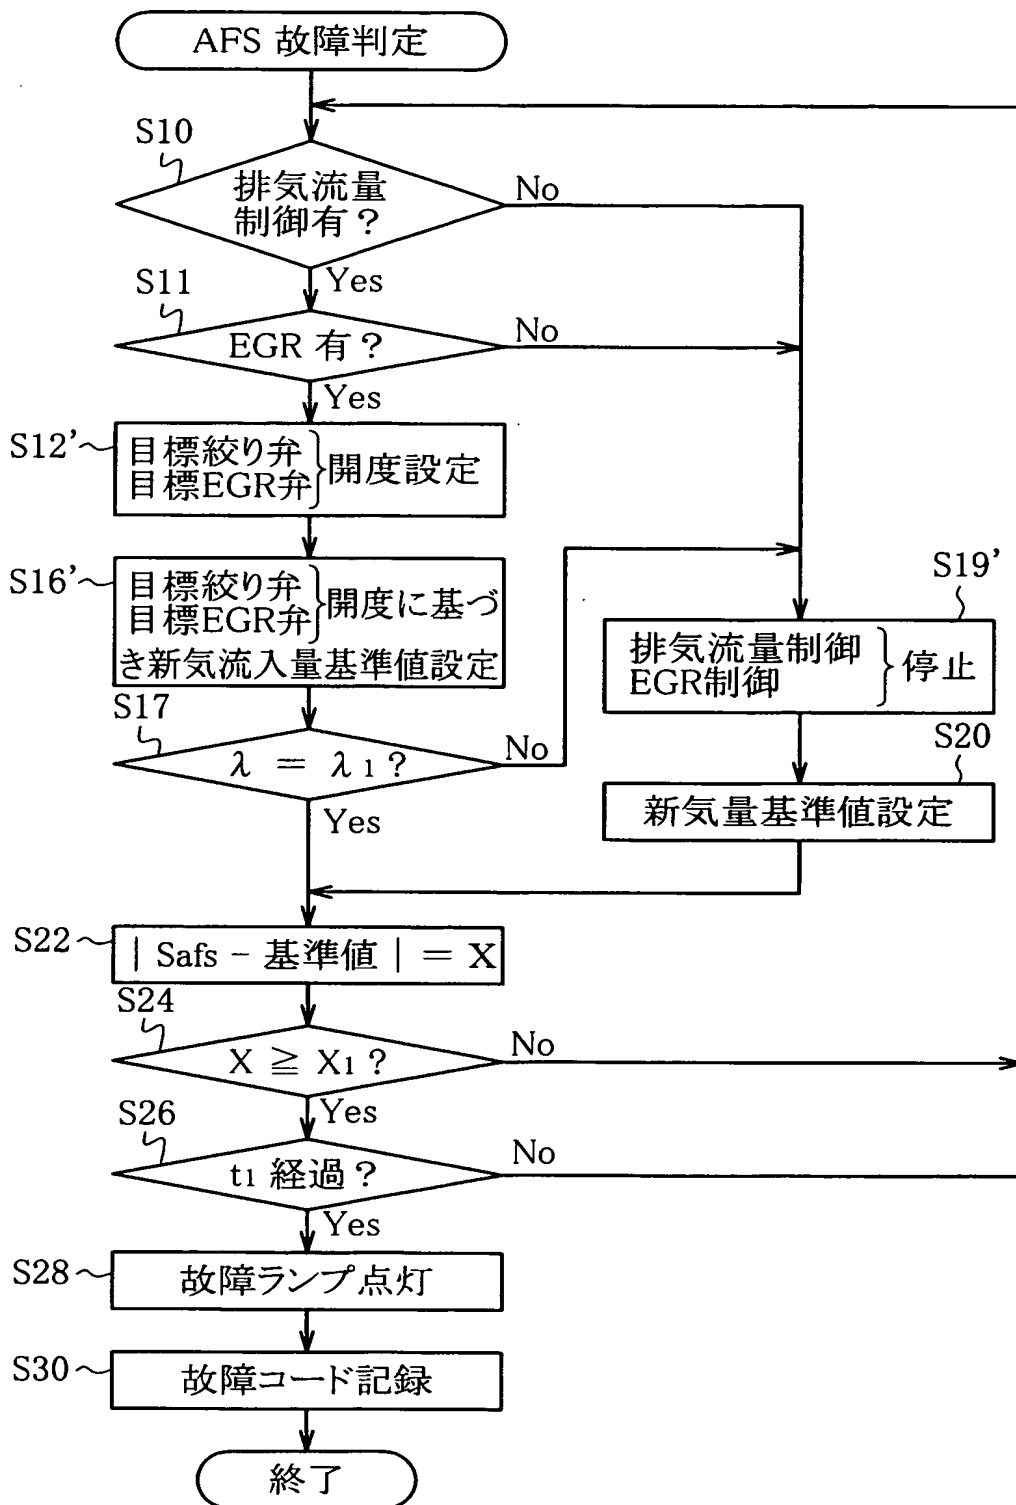 AFS 故障判定
S10
排気流量
制御有?
No
Yes
S11
EGR 有?
No
Yes
S12'
目標絞り弁
目標EGR弁
開度設定
S16'
目標絞り弁
目標EGR弁
開度に基づ
き新気流入量基準値設定
S19'
排気流量制御
EGR制御
停止
S17
λ = λ1?
No
Yes
S20
新気量基準値設定
S22
| Safs - 基準値 | = X
S24
X ≧ X1?
No
Yes
S26
t1 経過?
No
Yes
S28
故障ランプ点灯
S30
故障コード記録
終了